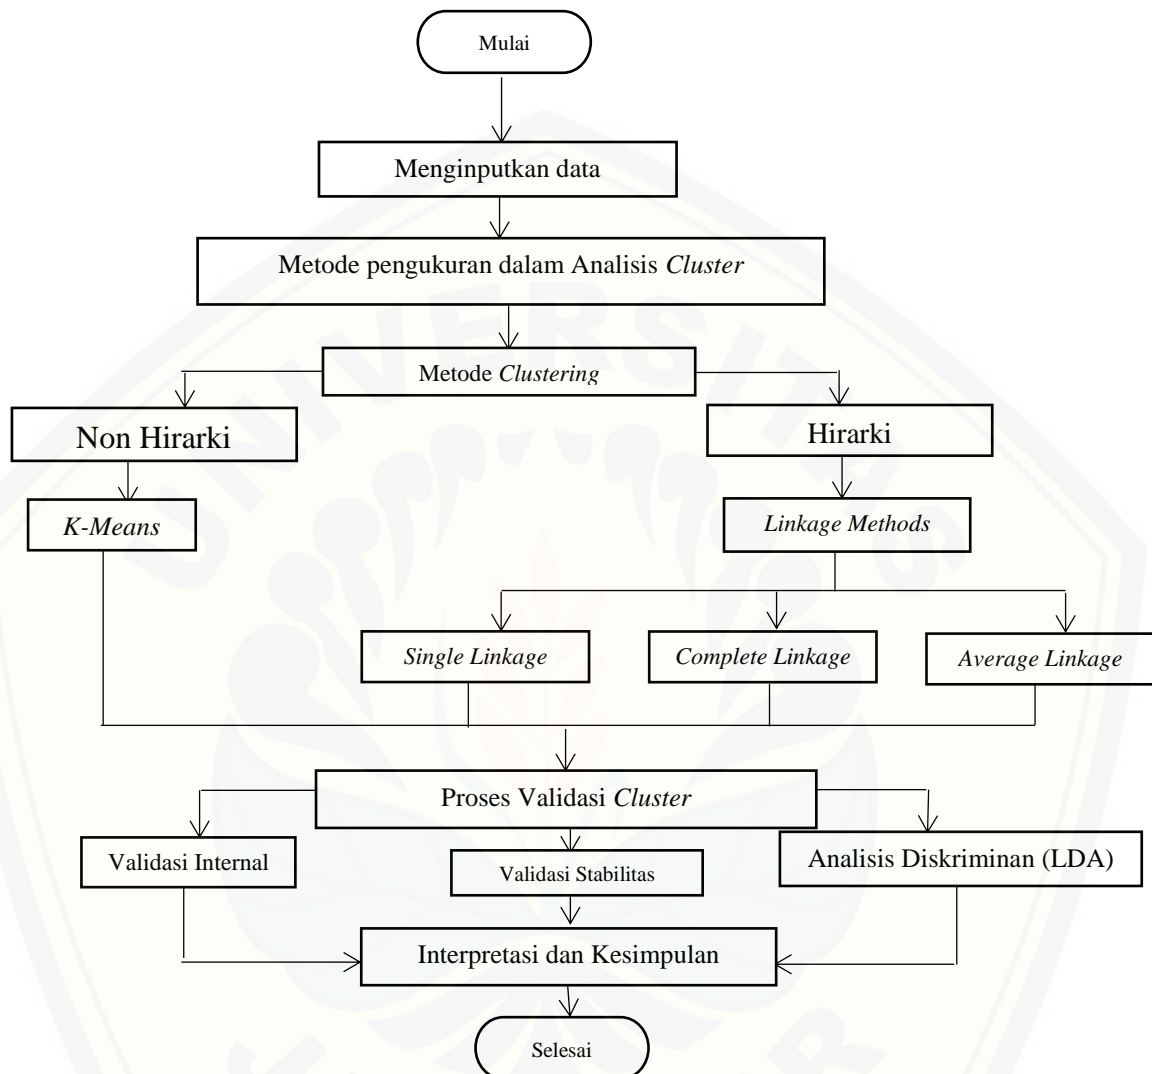 Mulai
Menginputkan data
Metode pengukuran dalam Analisis Cluster
Metode Clustering
Non Hirarki
Hirarki
K-Means
Linkage Methods
Single Linkage
Complete Linkage
Average Linkage
Proses Validasi Cluster
Validasi Internal
Validasi Stabilitas
Analisis Diskriminan (LDA)
Interpretasi dan Kesimpulan
Selesai
UNIVERSITAS